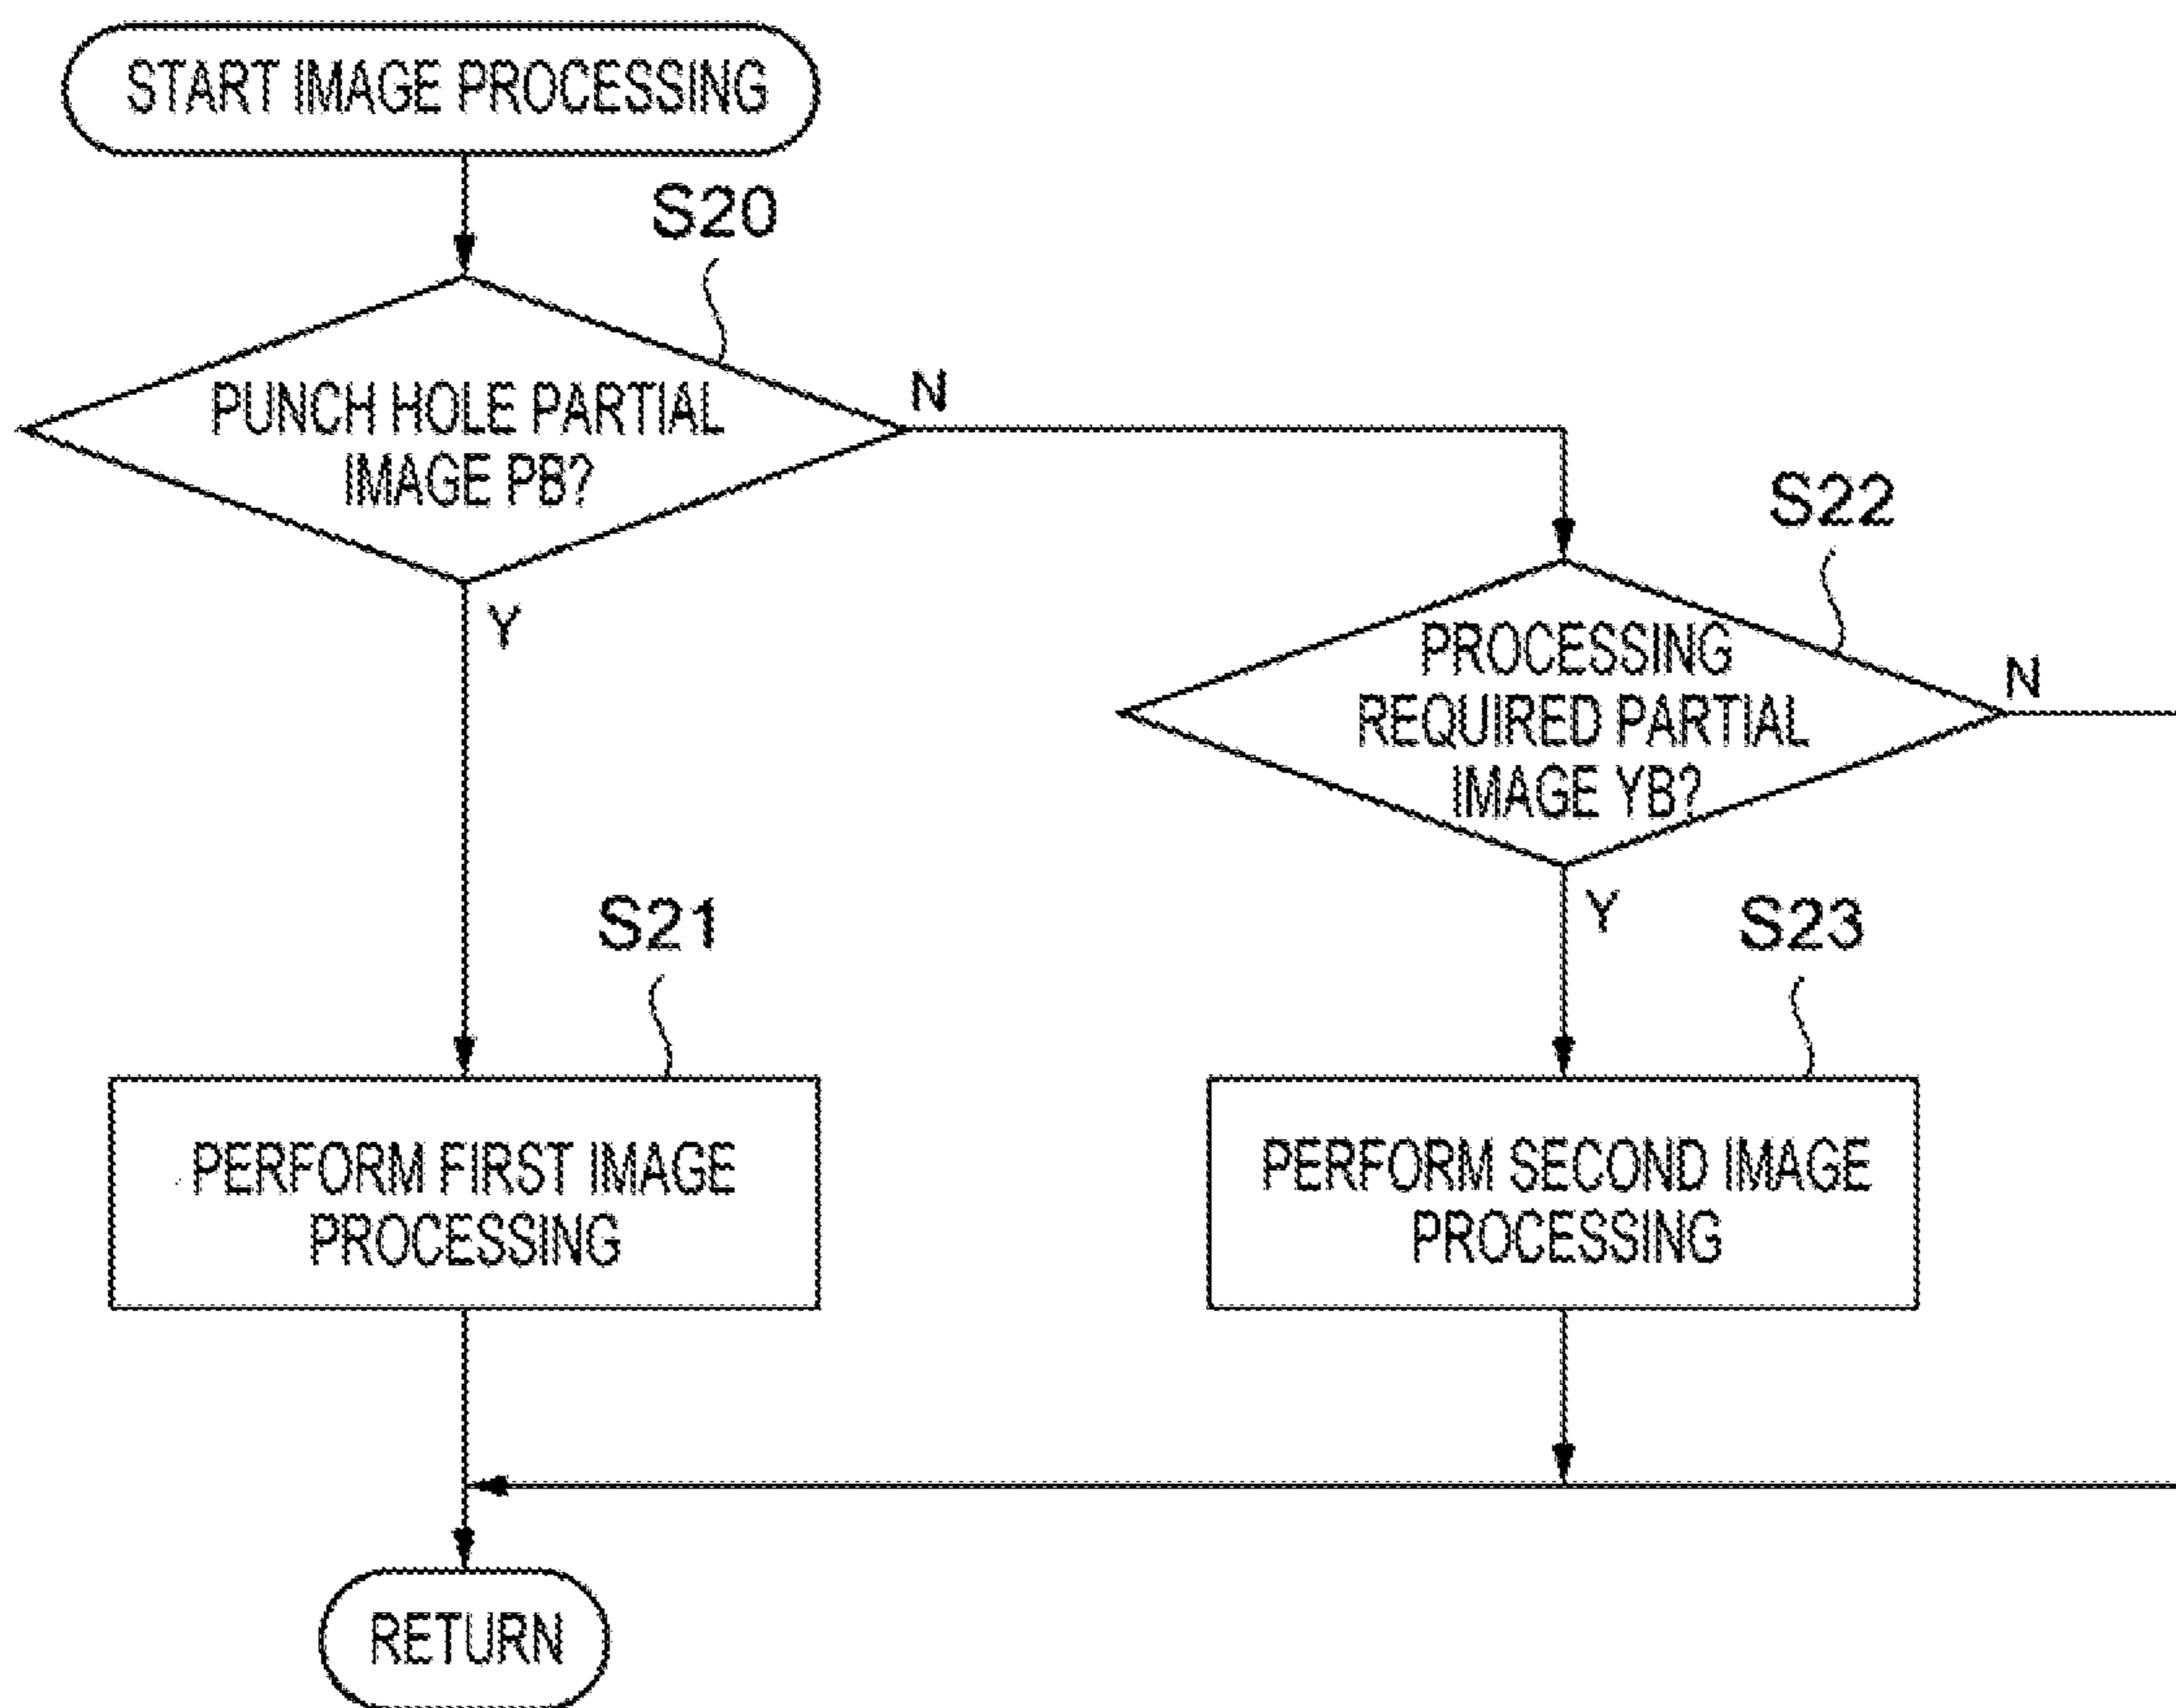 START IMAGE PROCESSING
S20
PUNCH HOLE PARTIAL
IMAGE PB?
N
Y
S22
PROCESSING
REQUIRED PARTIAL
IMAGE YB?
N
Y
S21
PERFORM FIRST IMAGE
PROCESSING
S23
PERFORM SECOND IMAGE
PROCESSING
RETURN